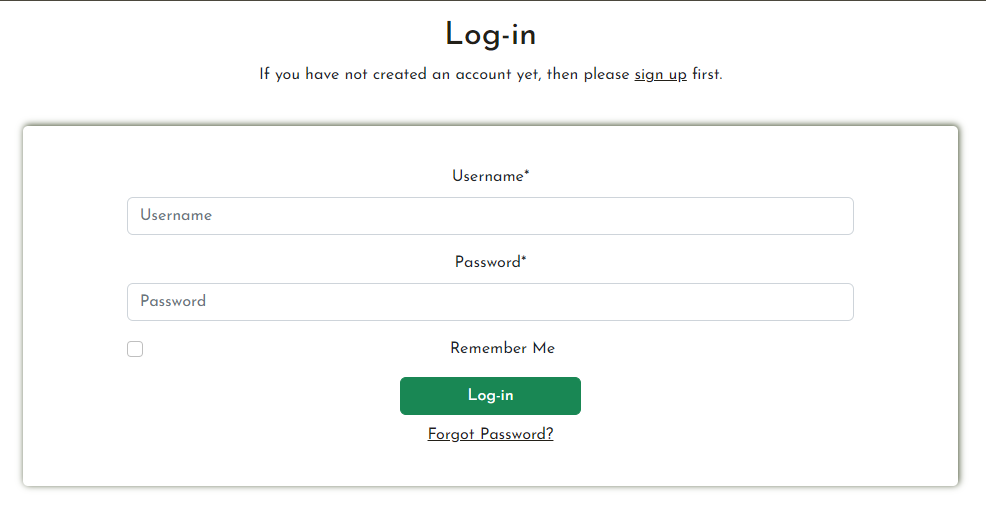 Log-in
If you have not created an account yet, then please sign up first.
Username*
Username
Password*
Password
Remember Me
Log-in
Forgot Password?